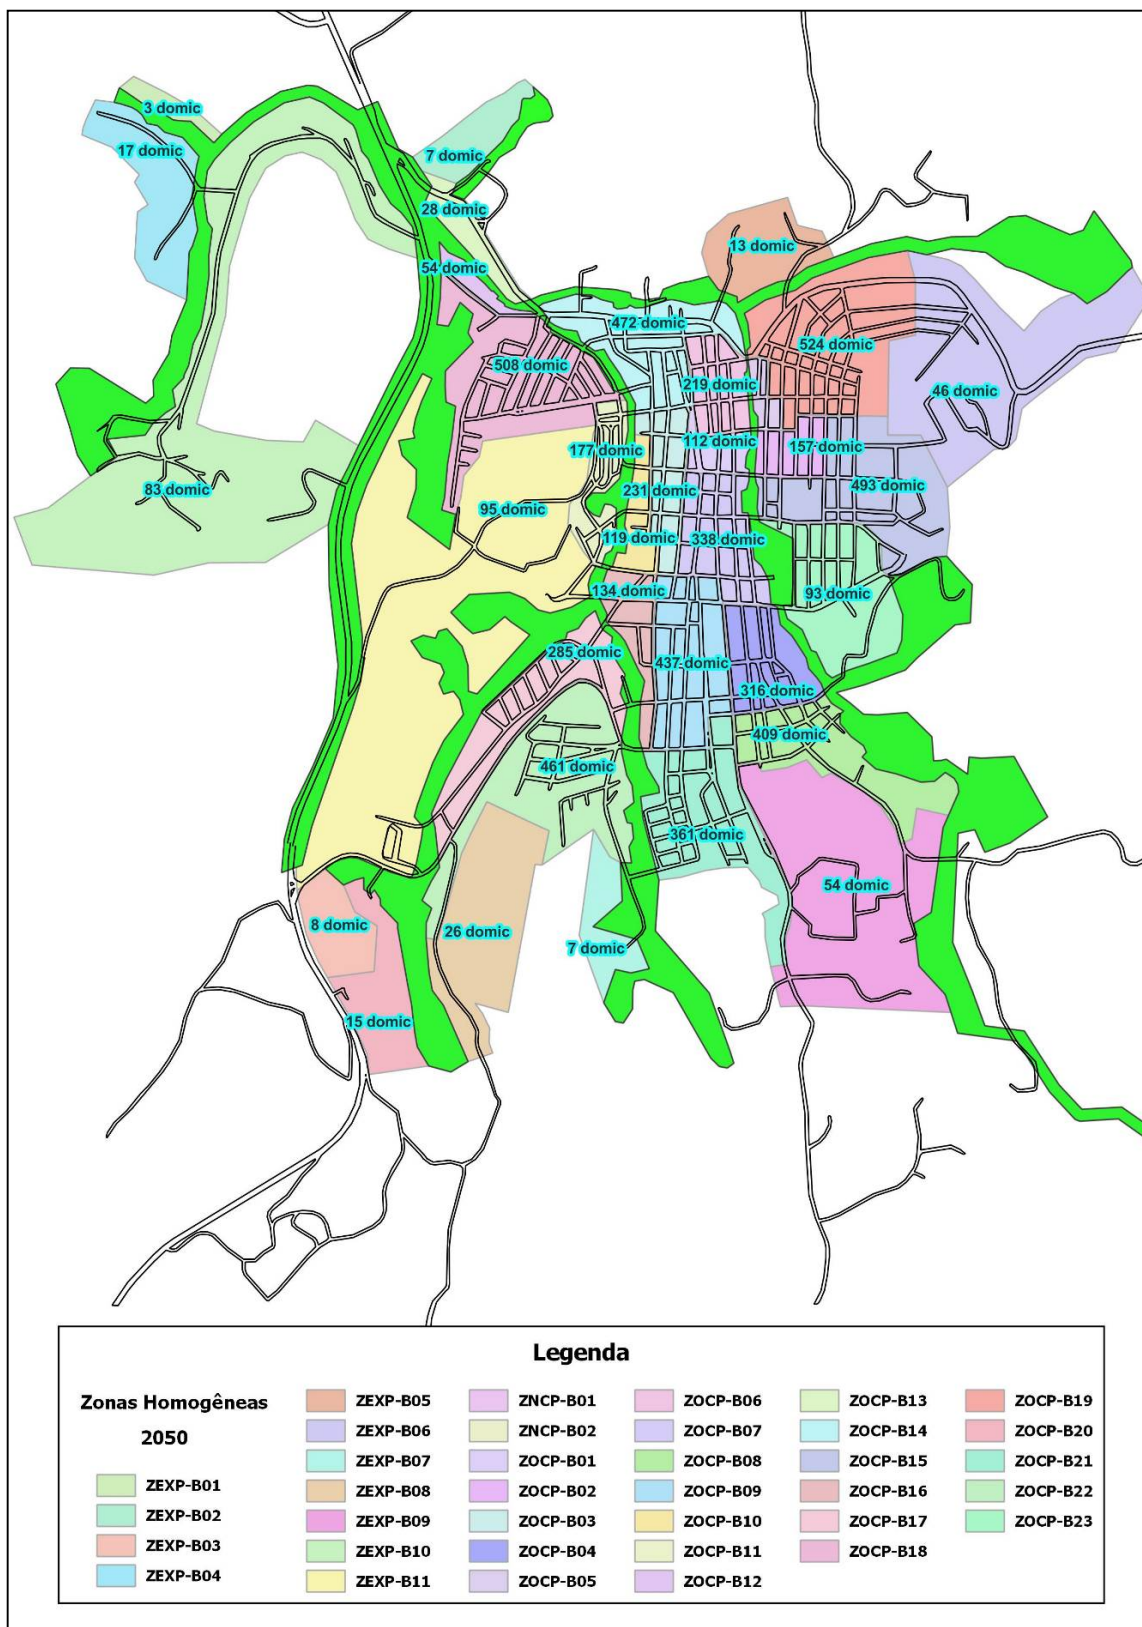 3 domic
17 domic
7 domic
28 domic
13 domic
54 domic
472 domic
524 domic
508 domic
219 domic
46 domic
112 domic
157 domic
177 domic
83 domic
231 domic
493 domic
95 domic
119 domic
338 domic
134 domic
93 domic
285 domic
437 domic
316 domic
409 domic
461 domic
361 domic
54 domic
8 domic
26 domic
7 domic
15 domic
Legenda
Zonas Homogêneas
2050
ZEXP-B01
ZEXP-B02
ZEXP-B03
ZEXP-B04
ZEXP-B05
ZEXP-B06
ZEXP-B07
ZEXP-B08
ZEXP-B09
ZEXP-B10
ZEXP-B11
ZNCP-B01
ZNCP-B02
ZOCP-B01
ZOCP-B02
ZOCP-B03
ZOCP-B04
ZOCP-B05
ZOCP-B06
ZOCP-B07
ZOCP-B08
ZOCP-B09
ZOCP-B10
ZOCP-B11
ZOCP-B12
ZOCP-B13
ZOCP-B14
ZOCP-B15
ZOCP-B16
ZOCP-B17
ZOCP-B18
ZOCP-B19
ZOCP-B20
ZOCP-B21
ZOCP-B22
ZOCP-B23